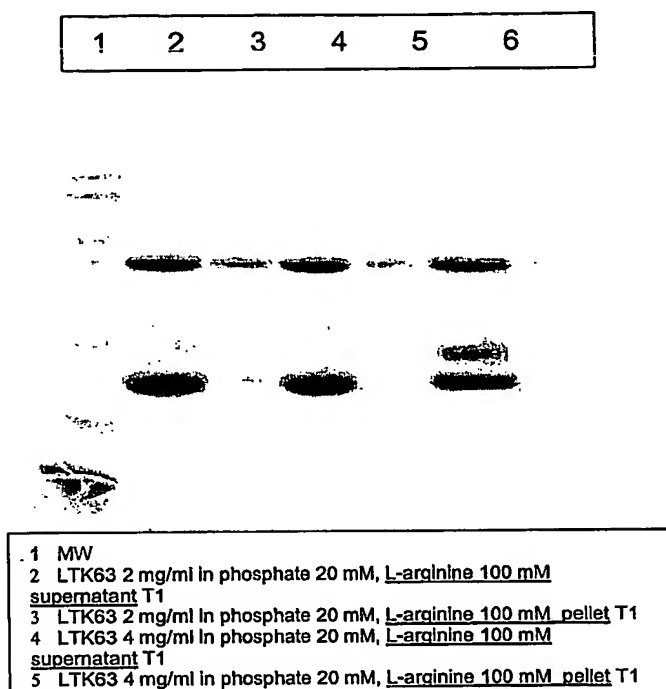 1 2 3 4 5 6
1 MW
2 LTK63 2 mg/ml in phosphate 20 mM, L-arginine 100 mM
supernatant T1
3 LTK63 2 mg/ml in phosphate 20 mM, L-arginine 100 mM pellet T1
4 LTK63 4 mg/ml in phosphate 20 mM, L-arginine 100 mM
supernatant T1
5 LTK63 4 mg/ml in phosphate 20 mM, L-arginine 100 mM pellet T1